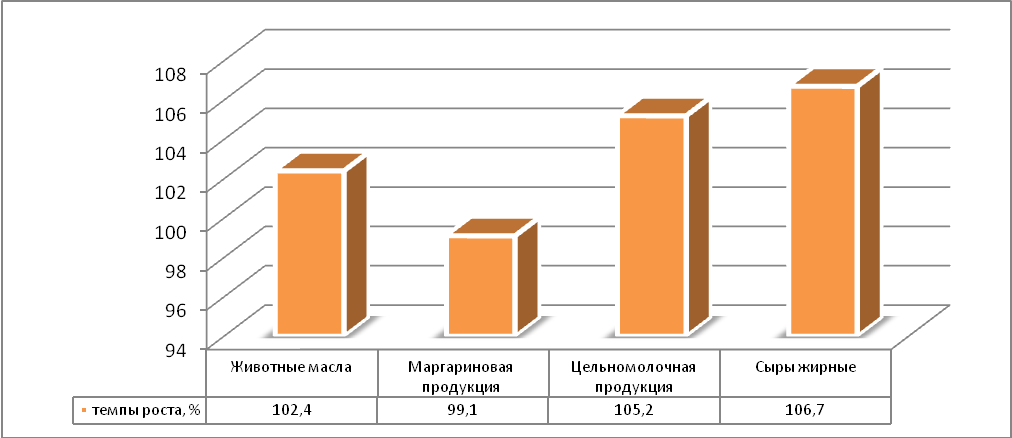 108
106
104
102
100
98
96
94
Животные масла
Маргариновая
продукция
Цельномолочная
продукция
Сыры жирные
темпы роста, % 102,4 99,1 105,2 106,7